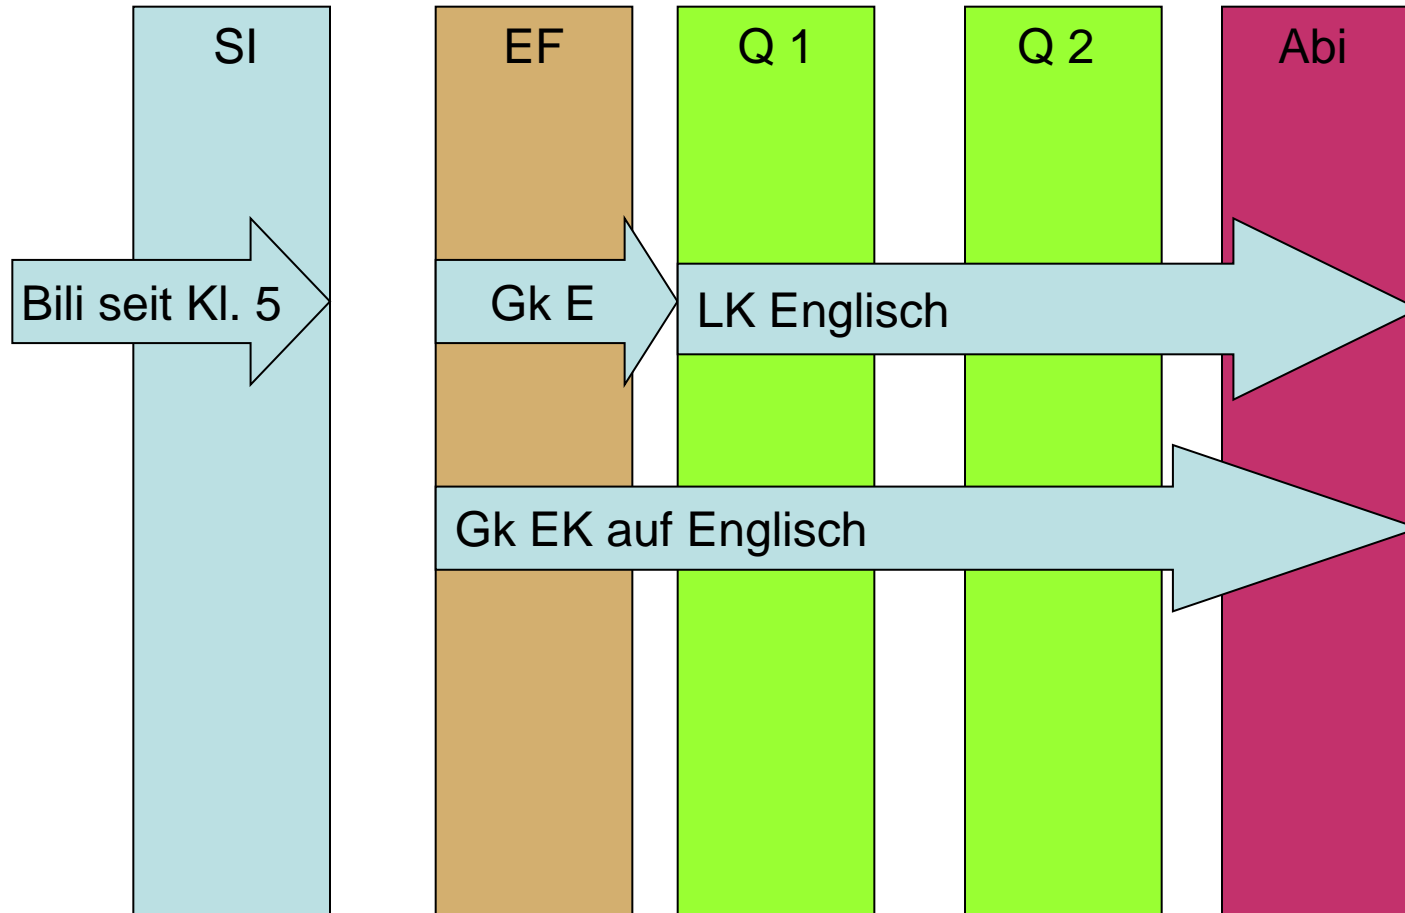 SI
EF
Q 1
Q 2
Abi
Bili seit Kl. 5
Gk E
LK Englisch
Gk EK auf Englisch